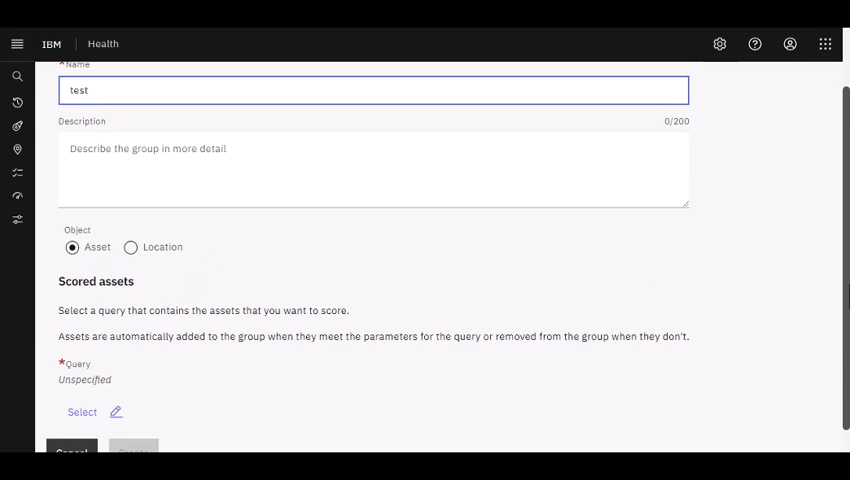 IBM Health
*Name
test
Description 0/200
Describe the group in more detail
Object
Asset Location
Scored assets
Select a query that contains the assets that you want to score.
Assets are automatically added to the group when they meet the parameters for the query or removed from the group when they don't.
*Query
Unspecified
Select
Cancel Create